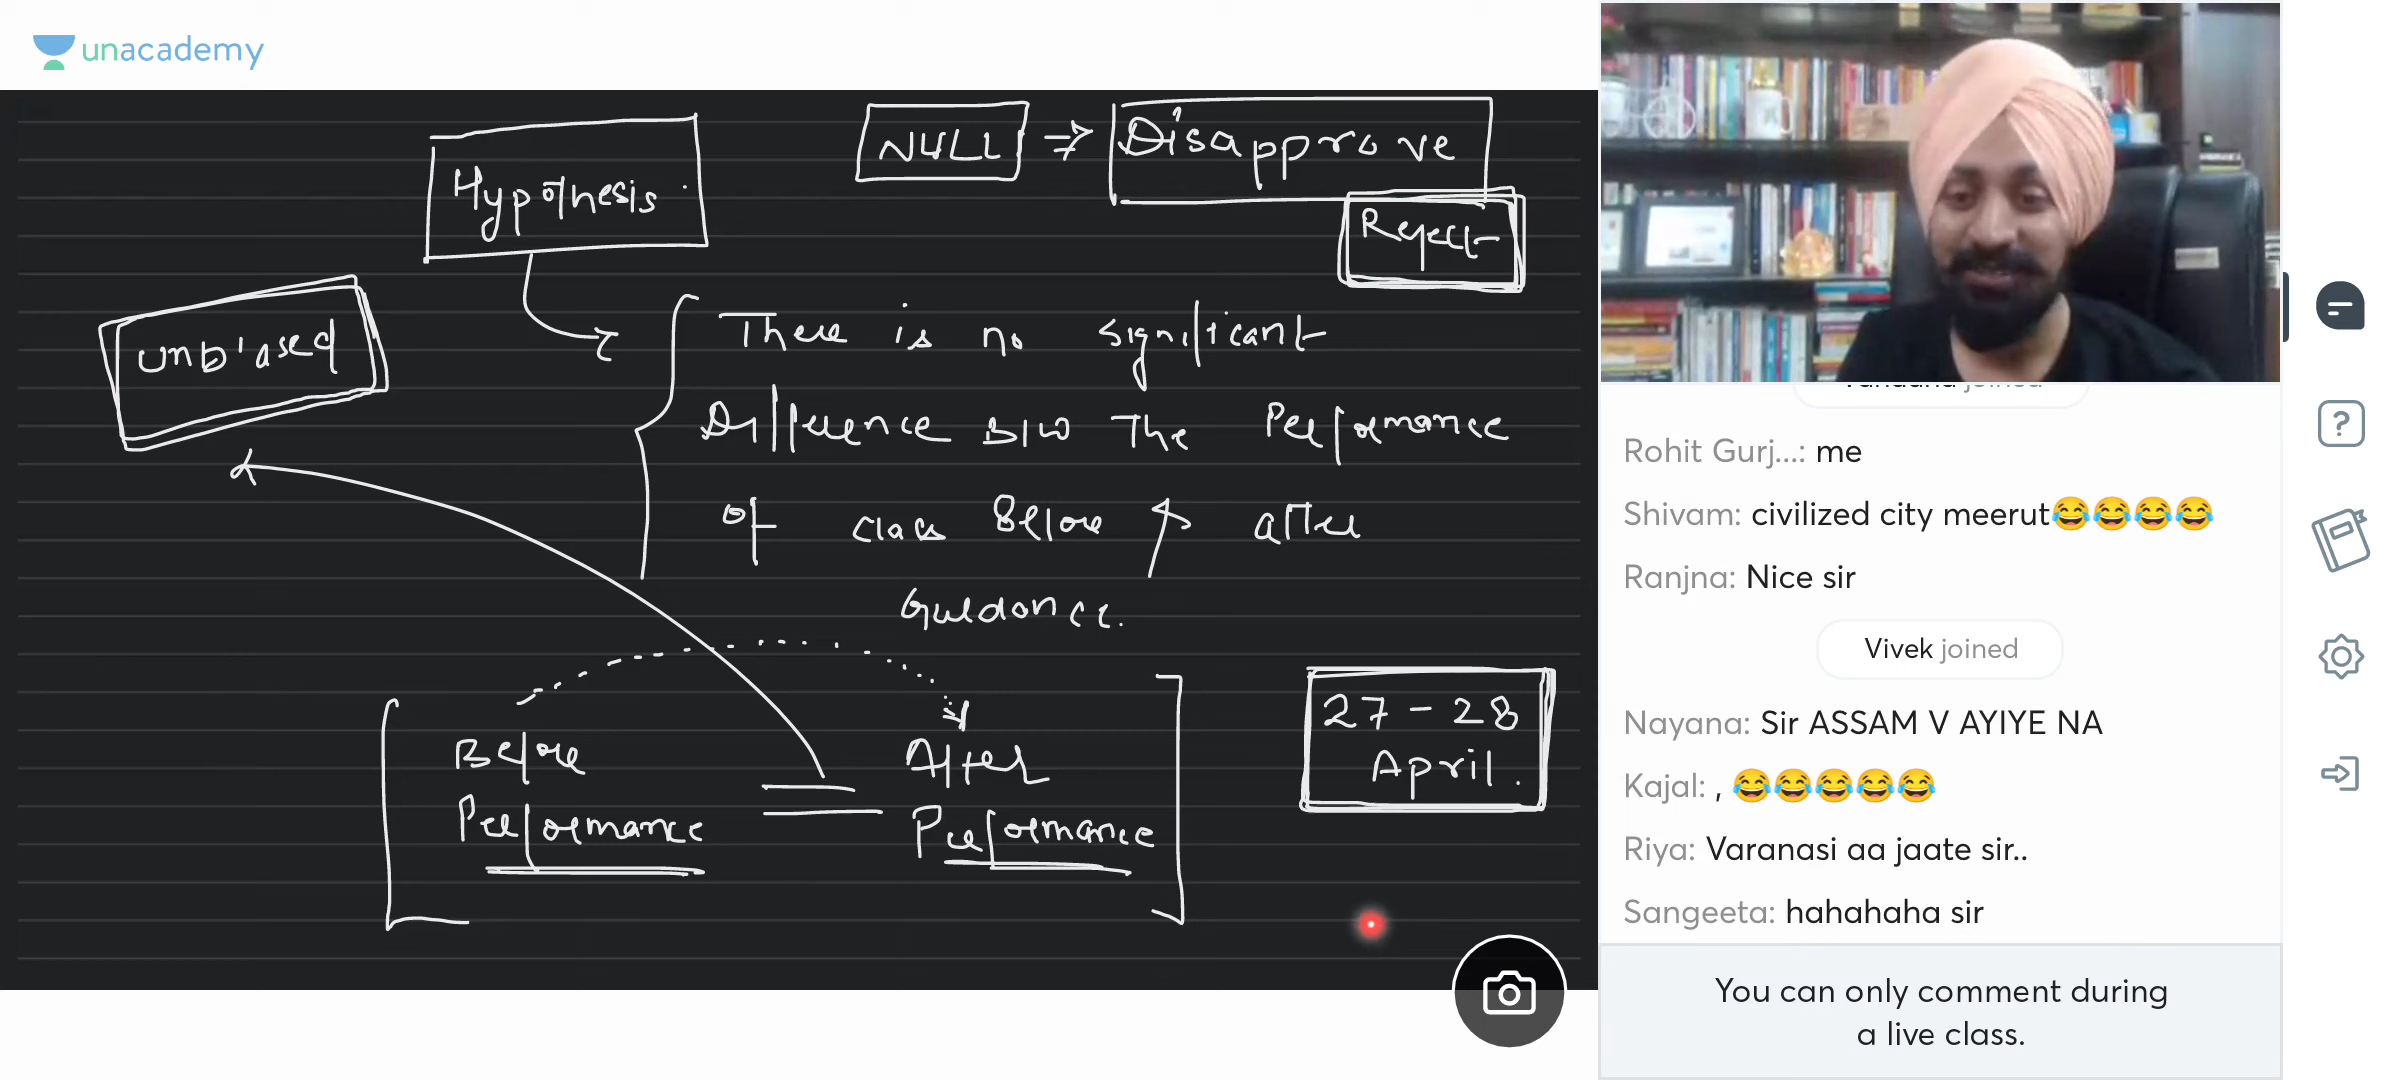 unacademy
NULL ⇒ Disapprove
Hypothesis
Reject
unbiased
There is no significant
Difference B/w The Performance
of class Before & after
Guidance.
Before
Performance
=
After
Performance
27 - 28
April.
Rohit Gurj...: me
Shivam: civilized city meerut😂😂😂😂
Ranjna: Nice sir
Vivek joined
Nayana: Sir ASSAM V AYIYE NA
Kajal: , 😂😂😂😂😂
Riya: Varanasi aa jaate sir..
Sangeeta: hahahaha sir
You can only comment during
a live class.